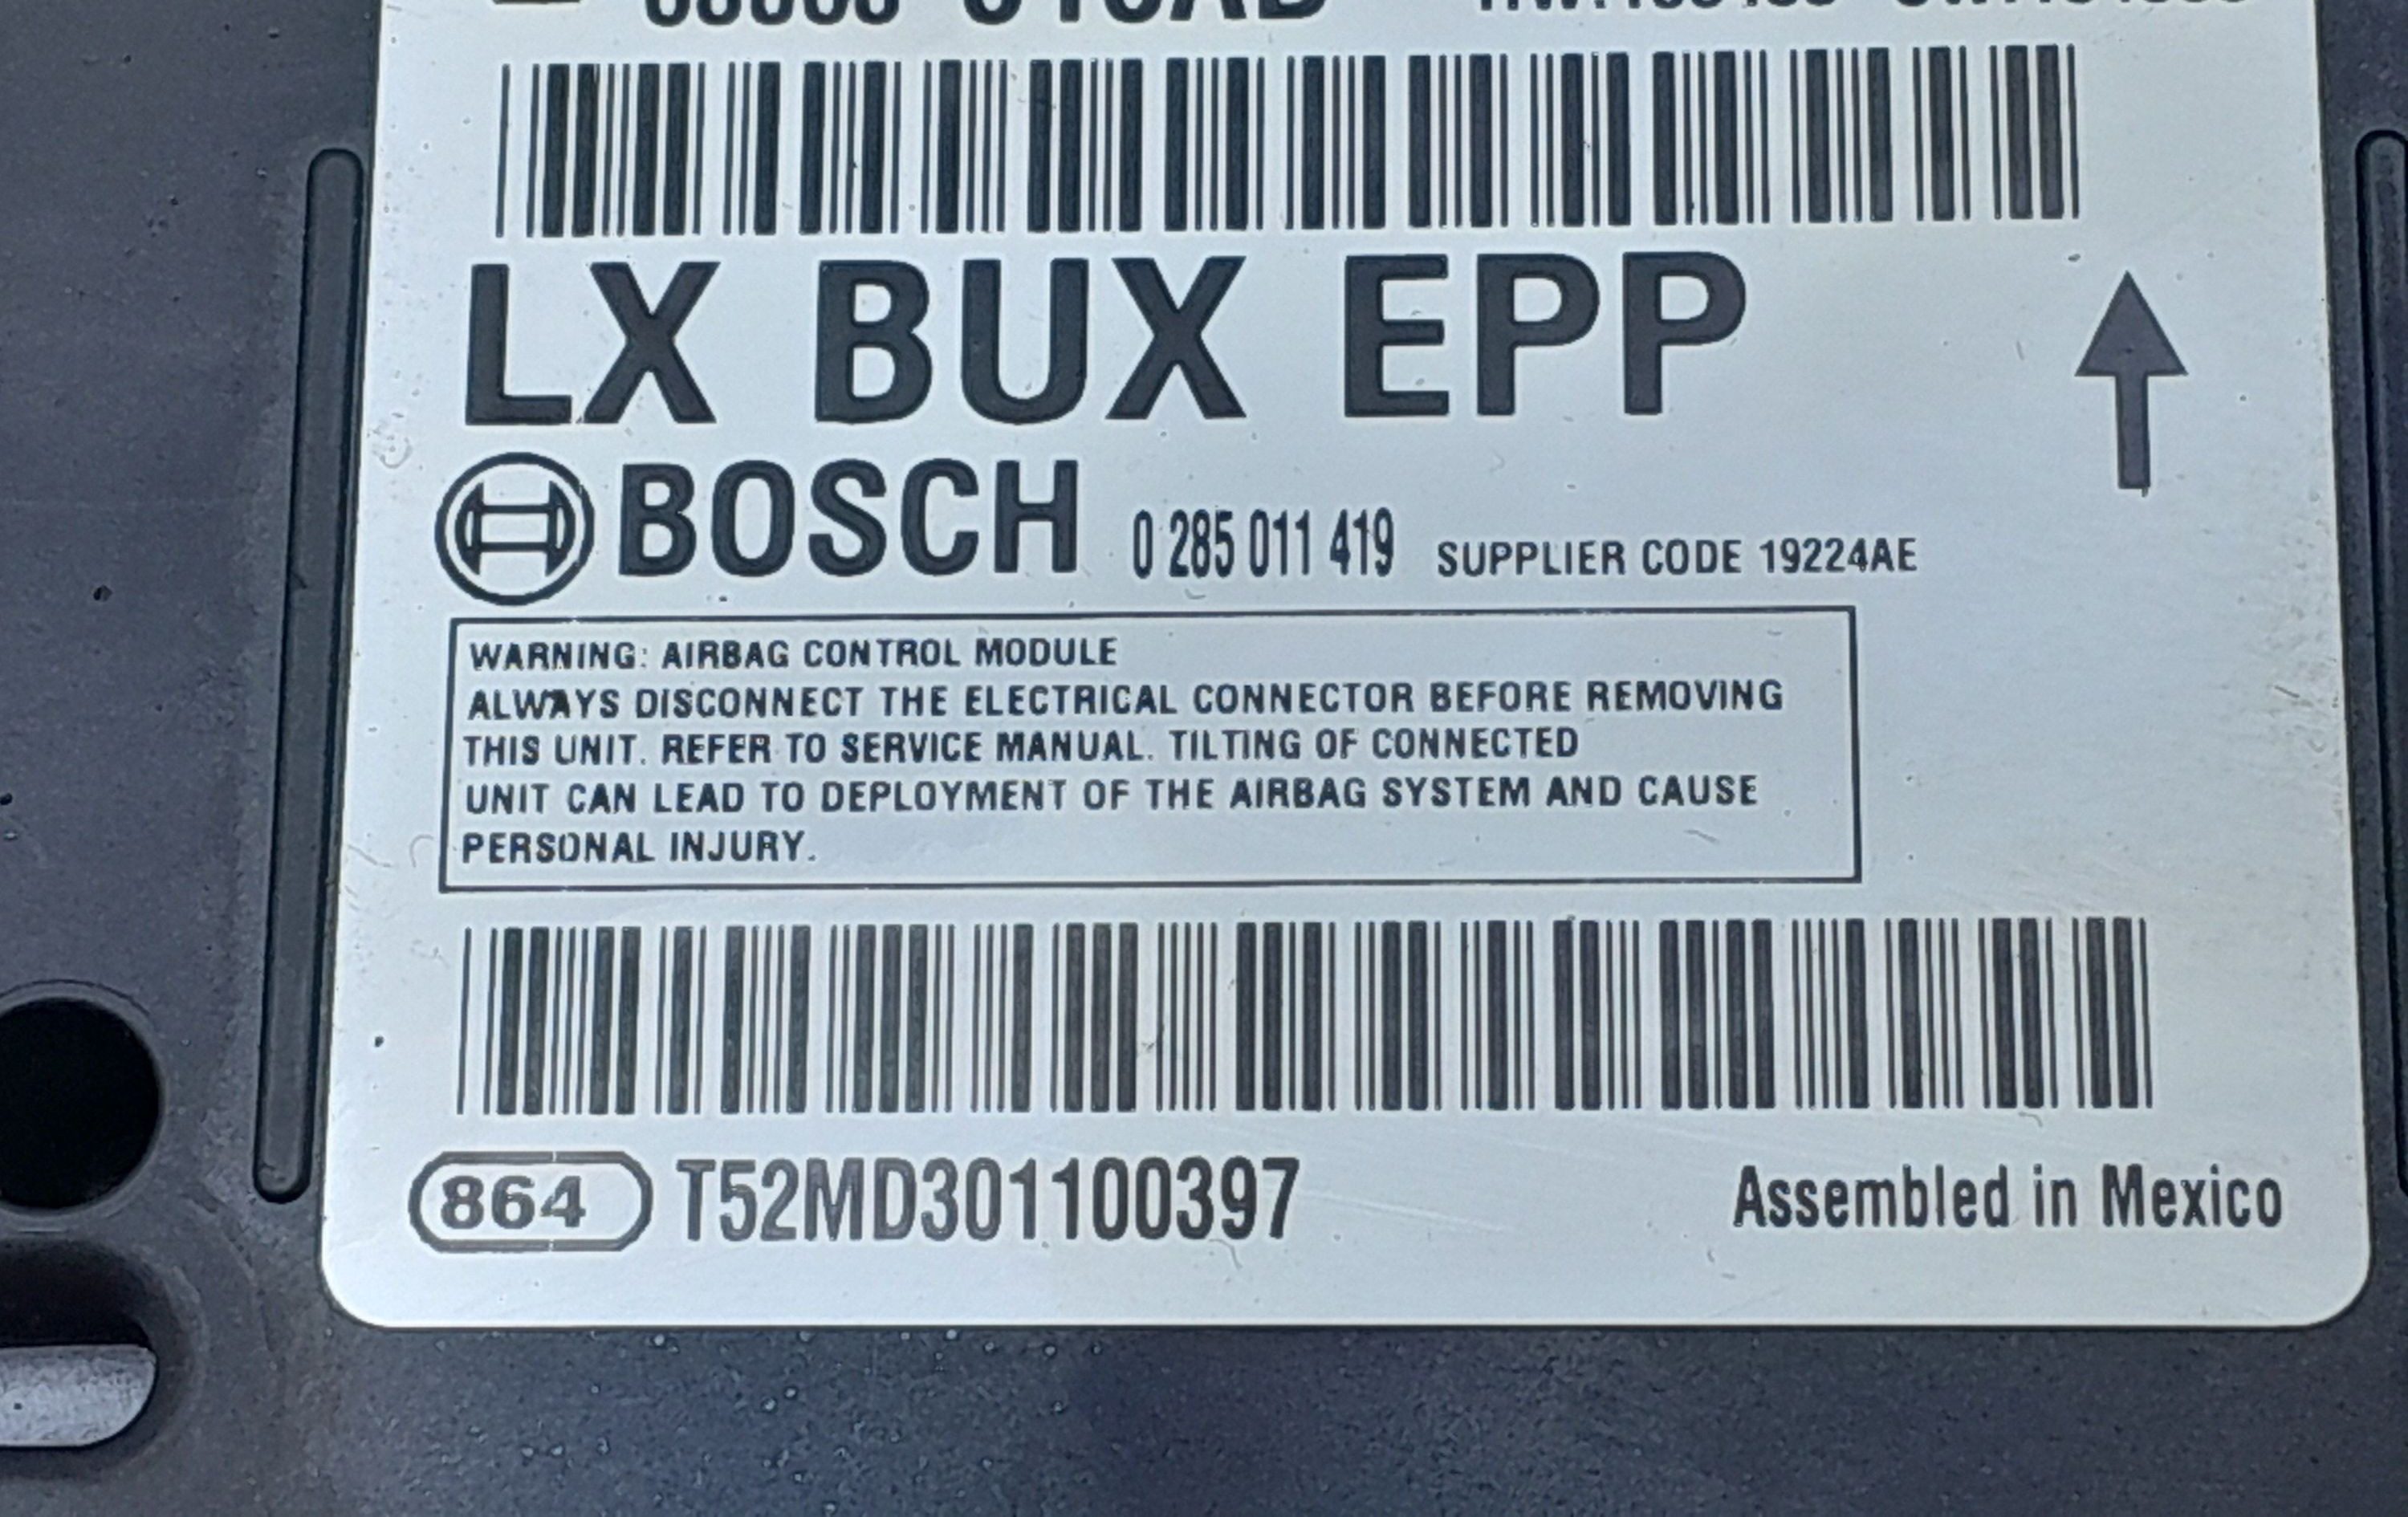 LX BUX EPP
BOSCH 0 285 011 419 SUPPLIER CODE 19224AE
WARNING: AIRBAG CONTROL MODULE
ALWAYS DISCONNECT THE ELECTRICAL CONNECTOR BEFORE REMOVING
THIS UNIT. REFER TO SERVICE MANUAL. TILTING OF CONNECTED
UNIT CAN LEAD TO DEPLOYMENT OF THE AIRBAG SYSTEM AND CAUSE
PERSONAL INJURY.
864 T52MD301100397 Assembled in Mexico